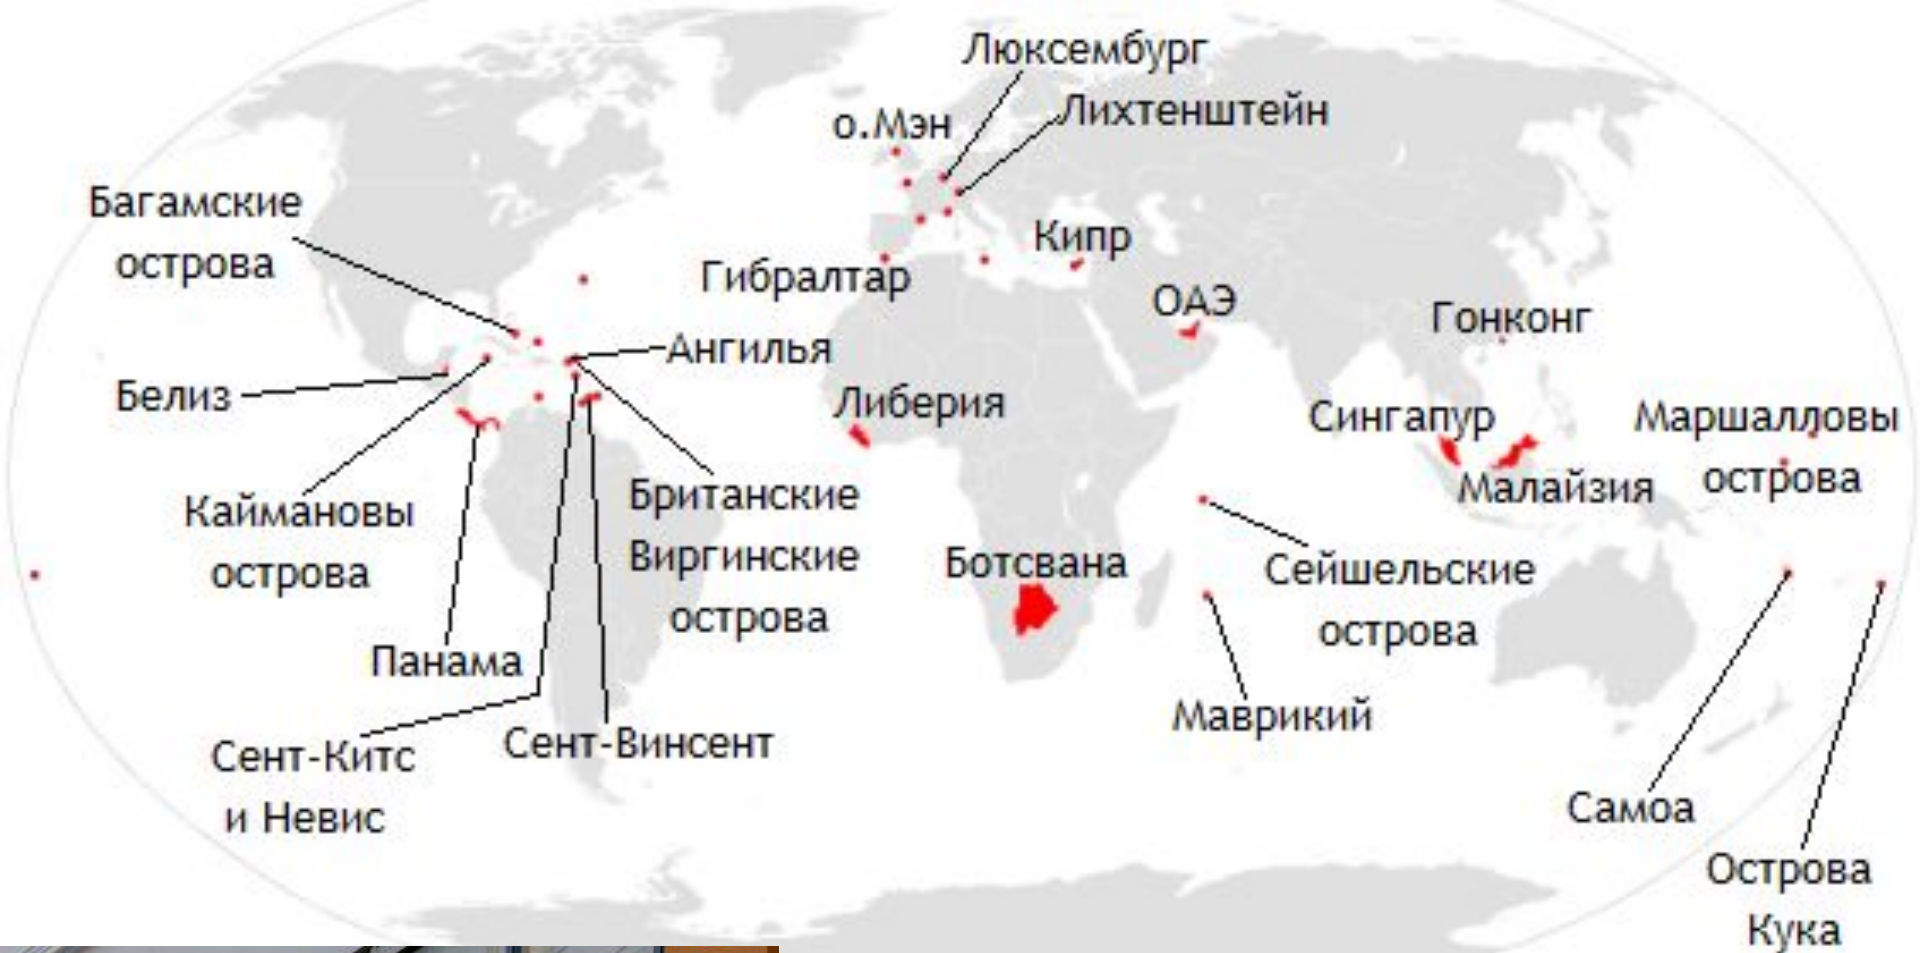 Люксембург
Лихтенштейн
о.Мэн
Багамские
острова
Кипр
Гибралтар
ОАЭ
Гонконг
Ангилья
Белиз
Либерия
Сингапур
Маршалловы
острова
Малайзия
Каймановы
острова
Британские
Виргинские
острова
Ботсвана
Сейшельские
острова
Панама
Маврикий
Сент-Китс
и Невис
Сент-Винсент
Самоа
Острова
Кука